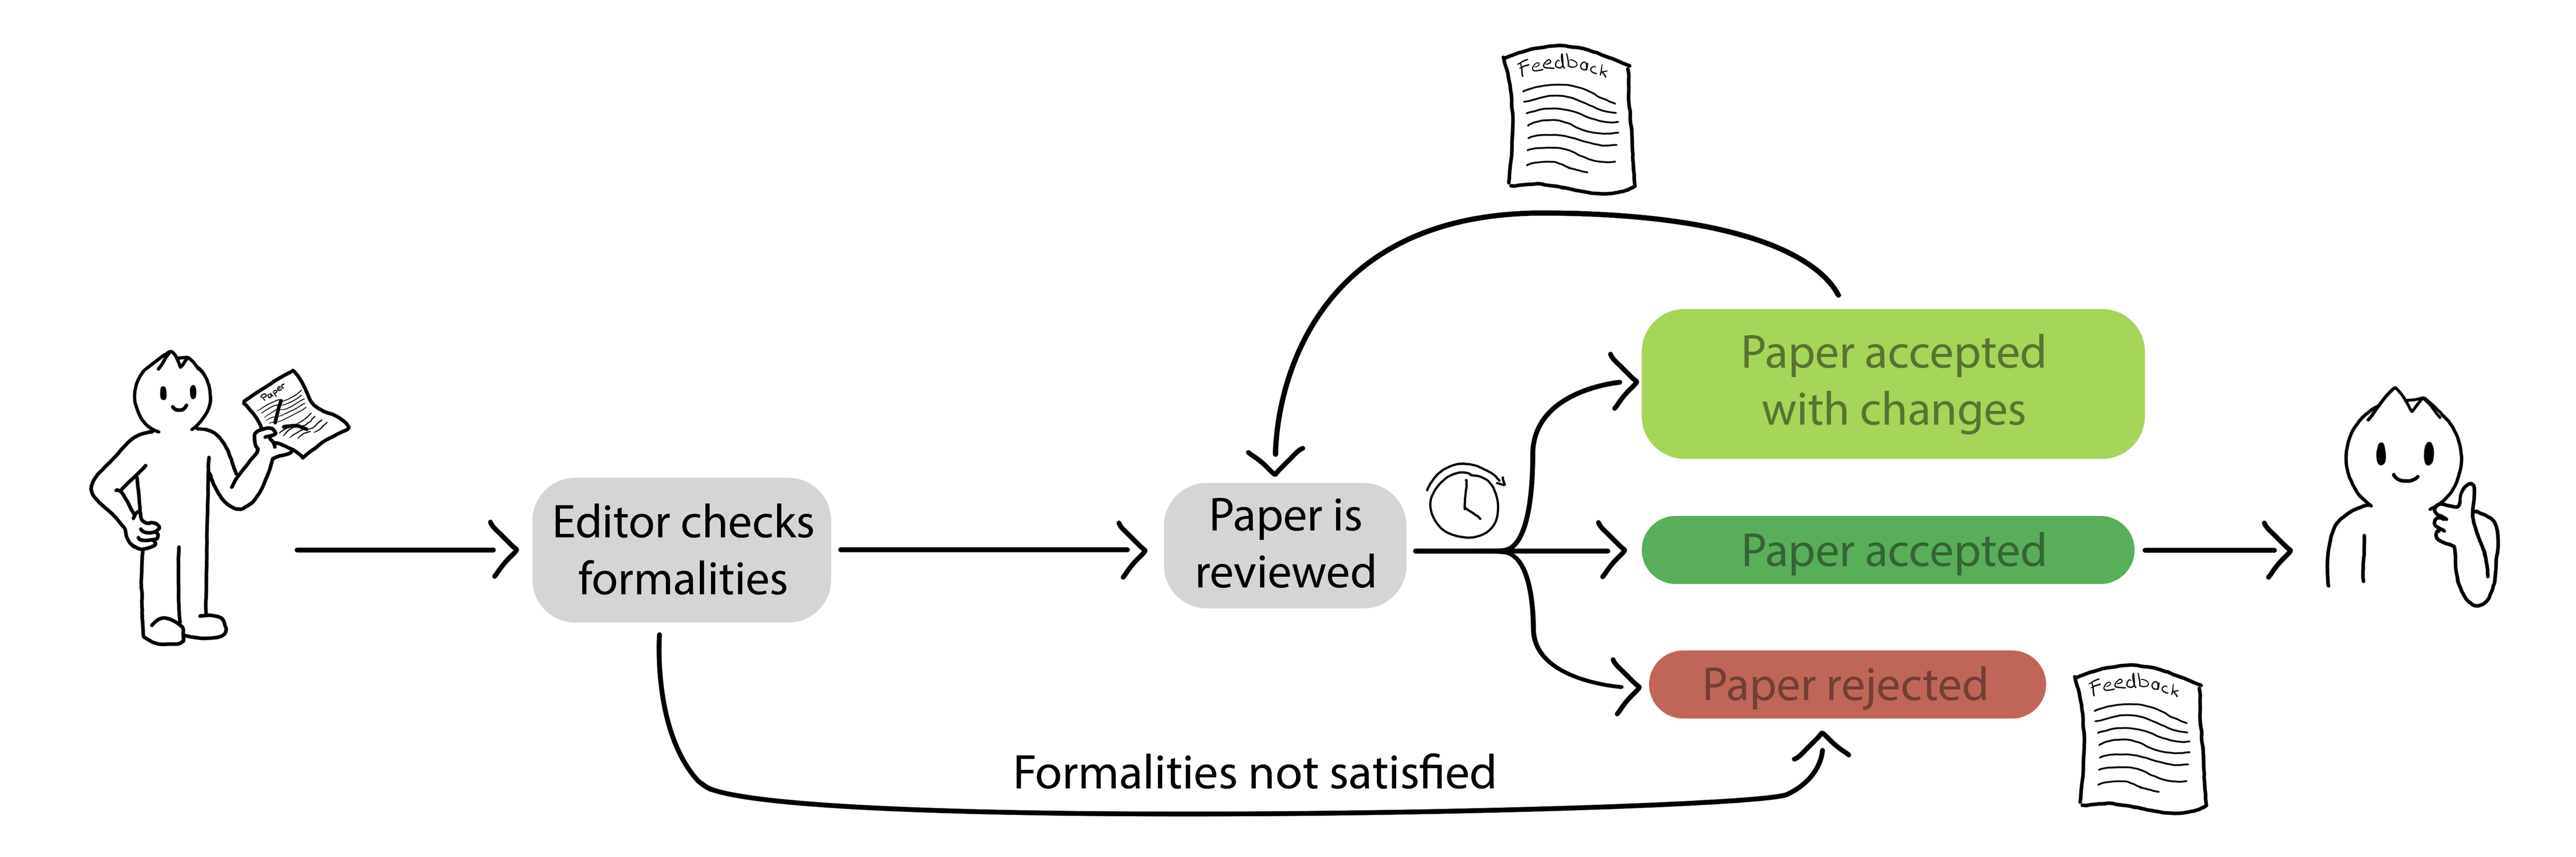 Feedback
Paper
Paper accepted
with changes
Editor checks
formalities
Paper is
reviewed
Paper accepted
Paper rejected
Feedback
Formalities not satisfied